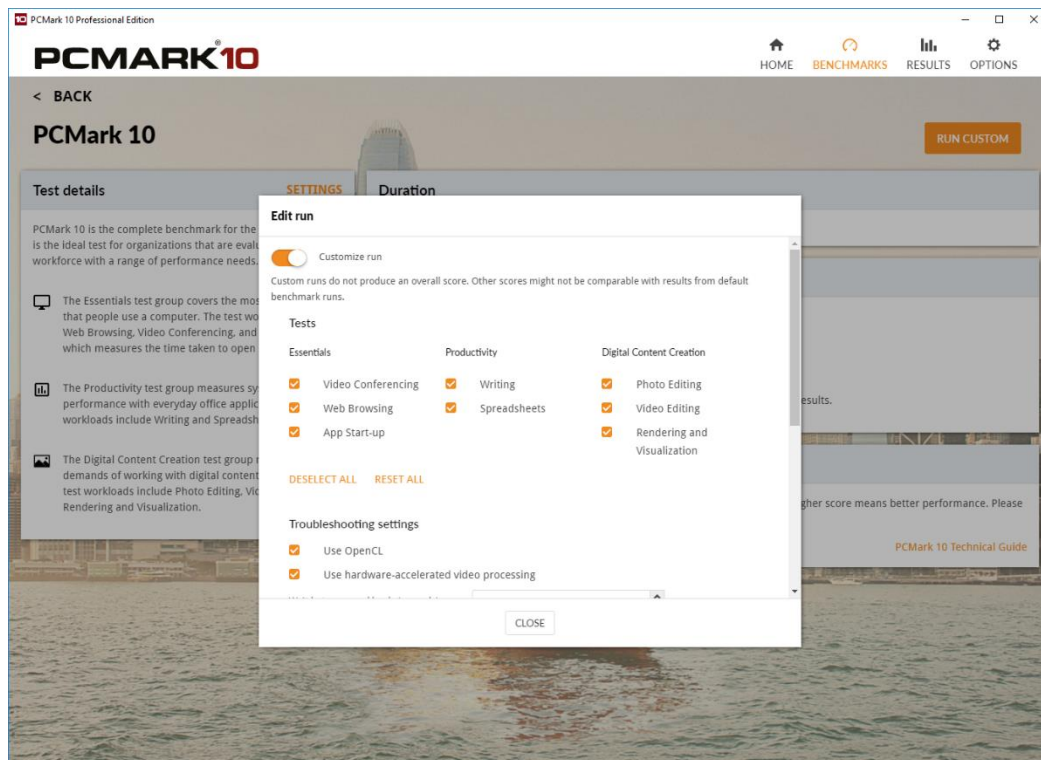 10 PCMark 10 Professional Edition
PCMARK®10
HOME BENCHMARKS RESULTS OPTIONS
< BACK
PCMark 10
RUN CUSTOM
Test details SETTINGS
PCMark 10 is the complete benchmark for the
is the ideal test for organizations that are
workforce with a range of performance needs.
The Essentials test group covers the
that people use a computer. The test
Web Browsing, Video Conferencing, and
which measures the time taken to open
The Productivity test group measures
performance with everyday office
workloads include Writing and
The Digital Content Creation test group
demands of working with digital content
test workloads include Photo Editing,
Rendering and Visualization.
Duration
esults.
gher score means better performance. Please
PCMark 10 Technical Guide
Edit run
Customize run
Custom runs do not produce an overall score. Other scores might not be comparable with results from default
benchmark runs.
Tests
Essentials Productivity Digital Content Creation
Video Conferencing Writing Photo Editing
Web Browsing Spreadsheets Video Editing
App Start-up Rendering and
Visualization
DESELECT ALL RESET ALL
Troubleshooting settings
Use OpenCL
Use hardware-accelerated video processing
CLOSE